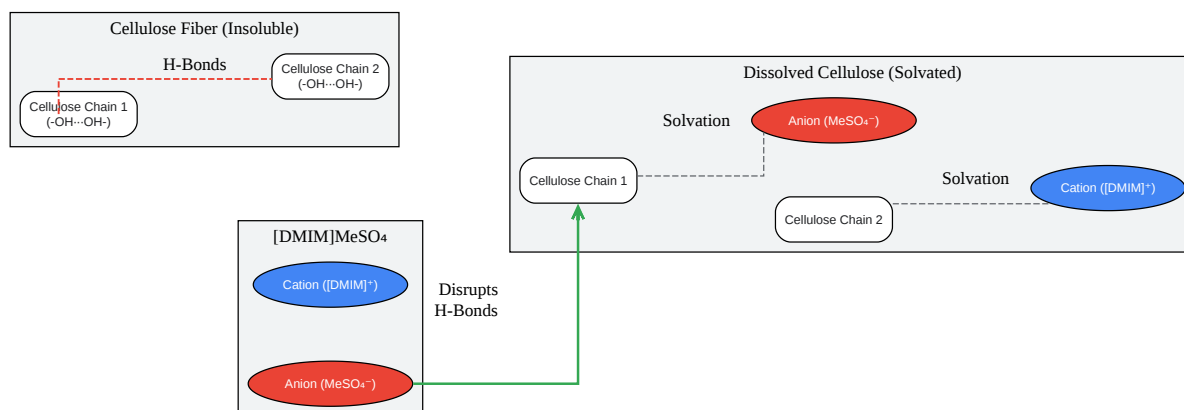 Cellulose Fiber (Insoluble)
H-Bonds
Cellulose Chain 2
(-OH···OH-)
Cellulose Chain 1
(-OH···OH-)
Dissolved Cellulose (Solvated)
Solvation
Anion (MeSO₄⁻)
Cellulose Chain 1
Solvation
Cation ([DMIM]⁺)
Cellulose Chain 2
[DMIM]MeSO₄
Cation ([DMIM]⁺)
Disrupts
H-Bonds
Anion (MeSO₄⁻)